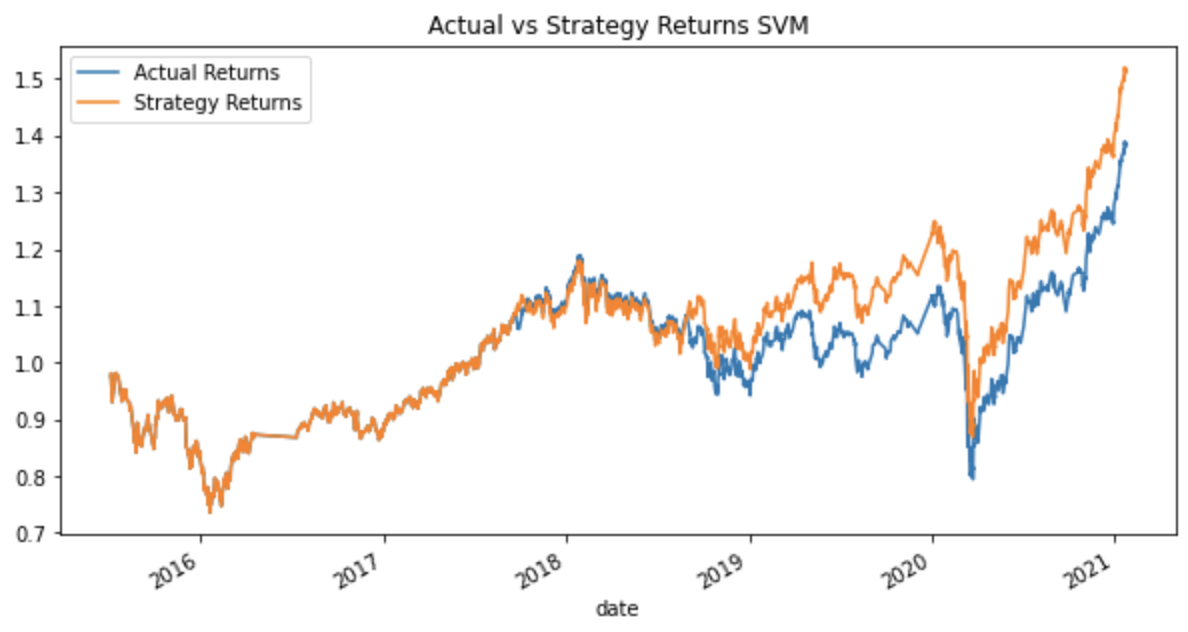 Actual vs Strategy Returns SVM
Actual Returns
Strategy Returns
1.5
1.4
1.3
1.2
1.1
1.0
0.9
0.8
0.7
2016 2017 2018 2019 2020 2021
date